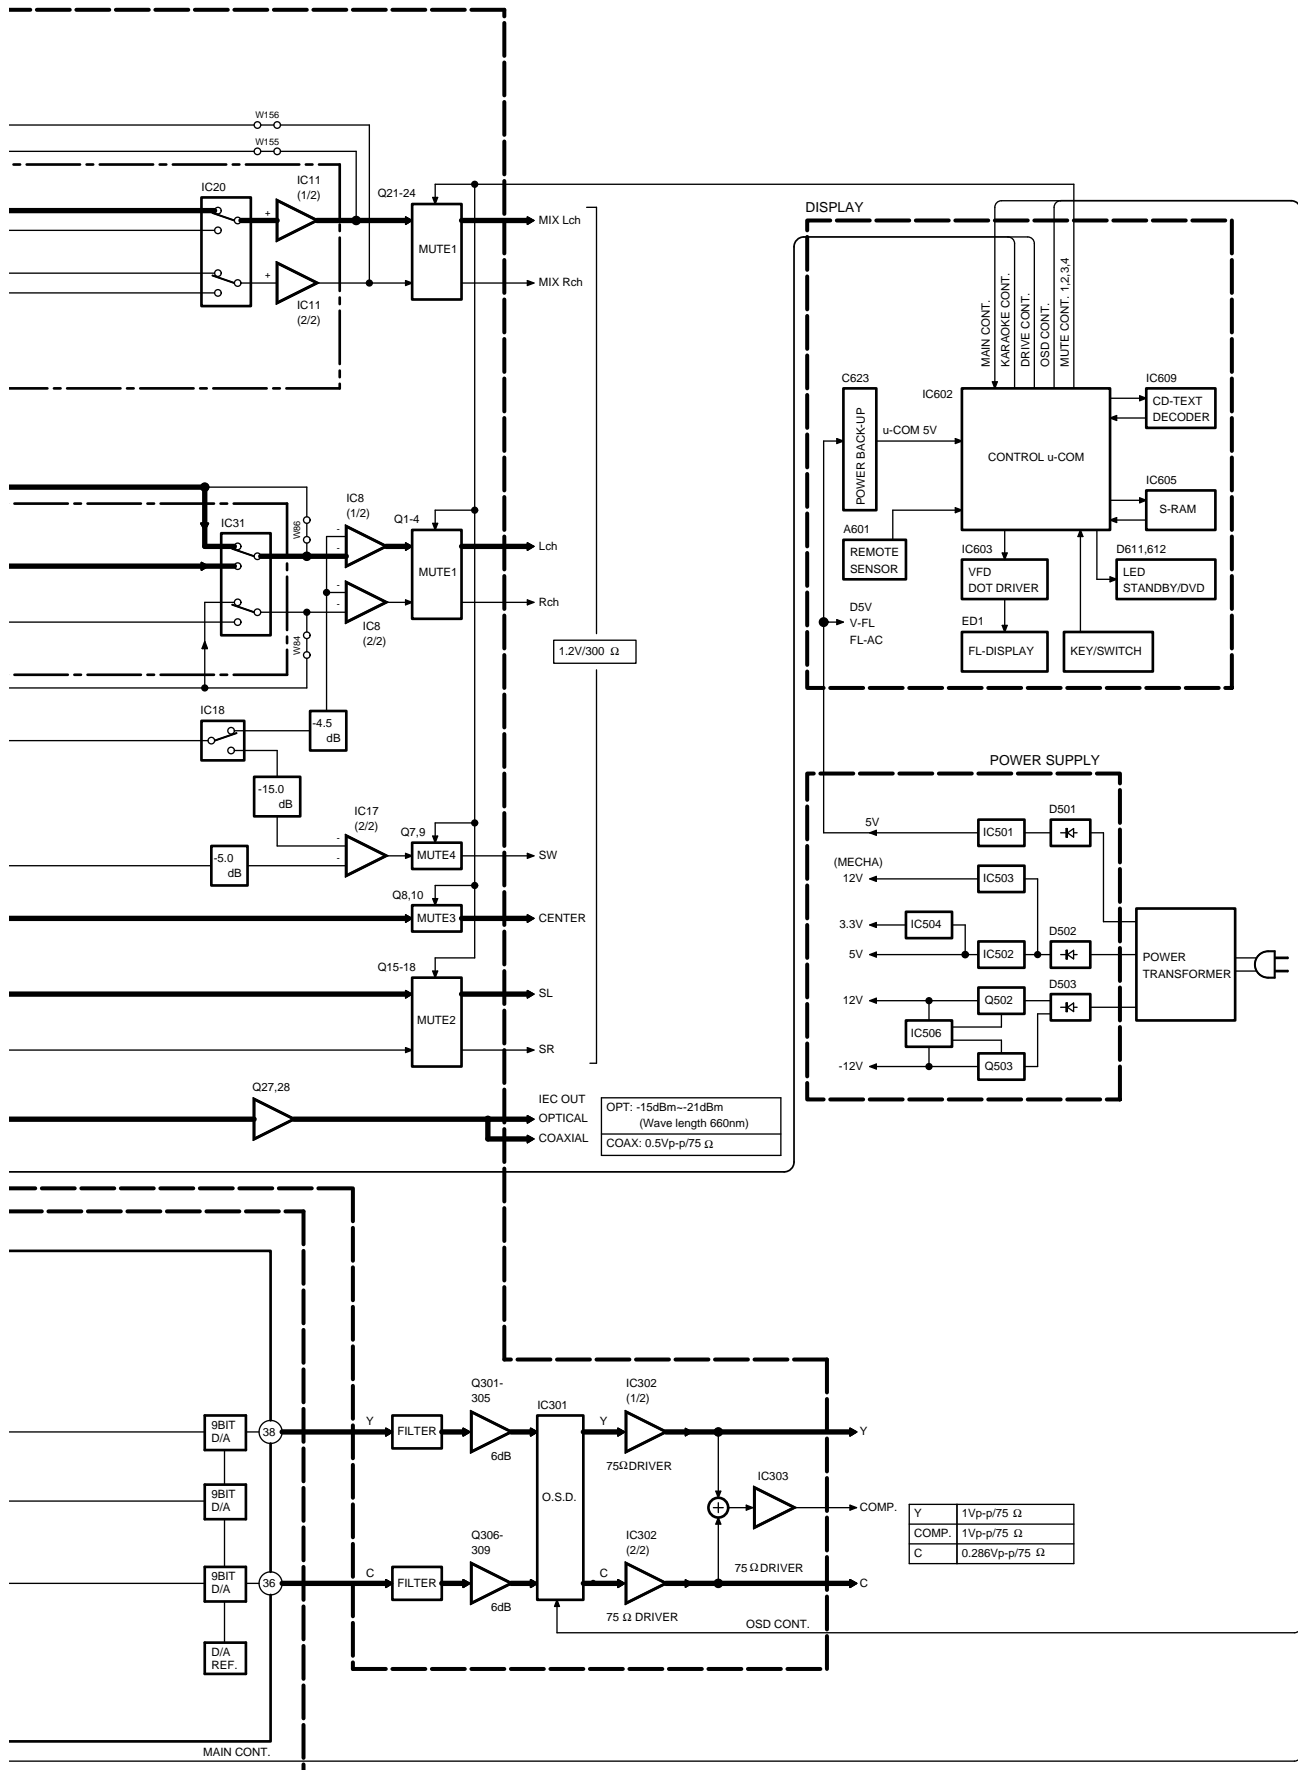 W156
W155
IC20
IC11
(1/2)
Q21-24
+
MUTE1
MIX Lch
+
MIX Rch
IC11
(2/2)
DISPLAY
MAIN CONT.
KARAOKE CONT.
DRIVE CONT.
OSD CONT.
MUTE CONT. 1,2,3,4
C623
POWER BACK-UP
u-COM 5V
IC602
CONTROL u-COM
IC609
CD-TEXT
DECODER
IC605
S-RAM
A601
REMOTE
SENSOR
IC603
VFD
DOT DRIVER
D611,612
LED
STANDBY/DVD
D5V
V-FL
FL-AC
ED1
FL-DISPLAY
KEY/SWITCH
IC31
W86
IC8
(1/2)
Q1-4
-
-
MUTE1
Lch
-
-
Rch
IC8
(2/2)
W84
1.2V/300 Ω
IC18
-4.5
dB
-15.0
dB
IC17
(2/2)
-
-
-5.0
dB
Q7,9
MUTE4
SW
Q8,10
MUTE3
CENTER
Q15-18
MUTE2
SL
SR
POWER SUPPLY
5V
IC501
D501
(MECHA)
12V
IC503
3.3V
IC504
5V
IC502
D502
POWER
TRANSFORMER
12V
Q502
D503
IC506
-12V
Q503
Q27,28
IEC OUT
OPTICAL
COAXIAL
OPT: -15dBm~-21dBm
(Wave length 660nm)
COAX: 0.5Vp-p/75 Ω
9BIT
D/A
38
Y
FILTER
Q301-
305
6dB
IC301
O.S.D.
Y
IC302
(1/2)
75ΩDRIVER
Y
9BIT
D/A
+
IC303
COMP.
75 ΩDRIVER
Y 1Vp-p/75 Ω
COMP. 1Vp-p/75 Ω
C 0.286Vp-p/75 Ω
9BIT
D/A
36
C
FILTER
Q306-
309
6dB
C
IC302
(2/2)
75 Ω DRIVER
C
OSD CONT.
D/A
REF.
MAIN CONT.